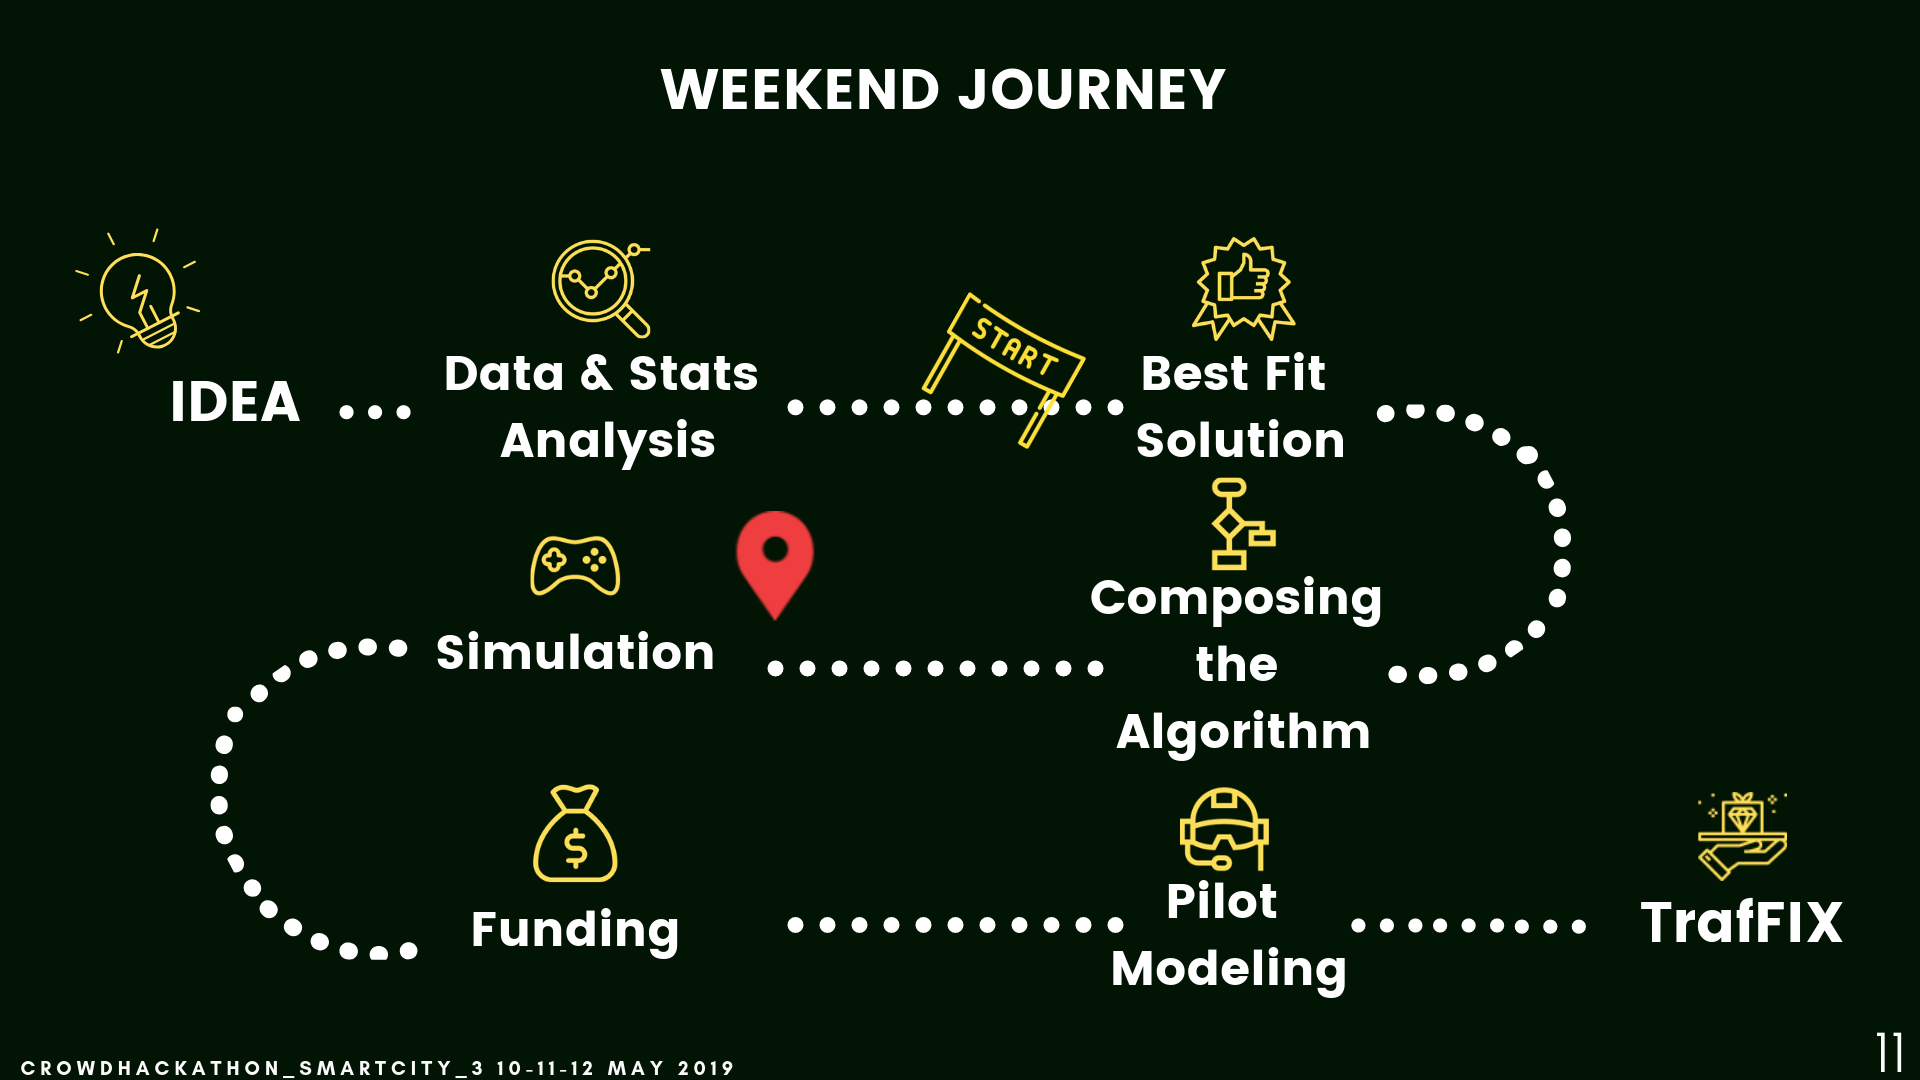 WEEKEND JOURNEY
IDEA
Data & Stats
Analysis
START
Best Fit
Solution
Composing
the
Algorithm
Simulation
Funding
$
Pilot
Modeling
TrafFIX
CROWDHACKATHON_SMARTCITY_3 10-11-12 MAY 2019
11